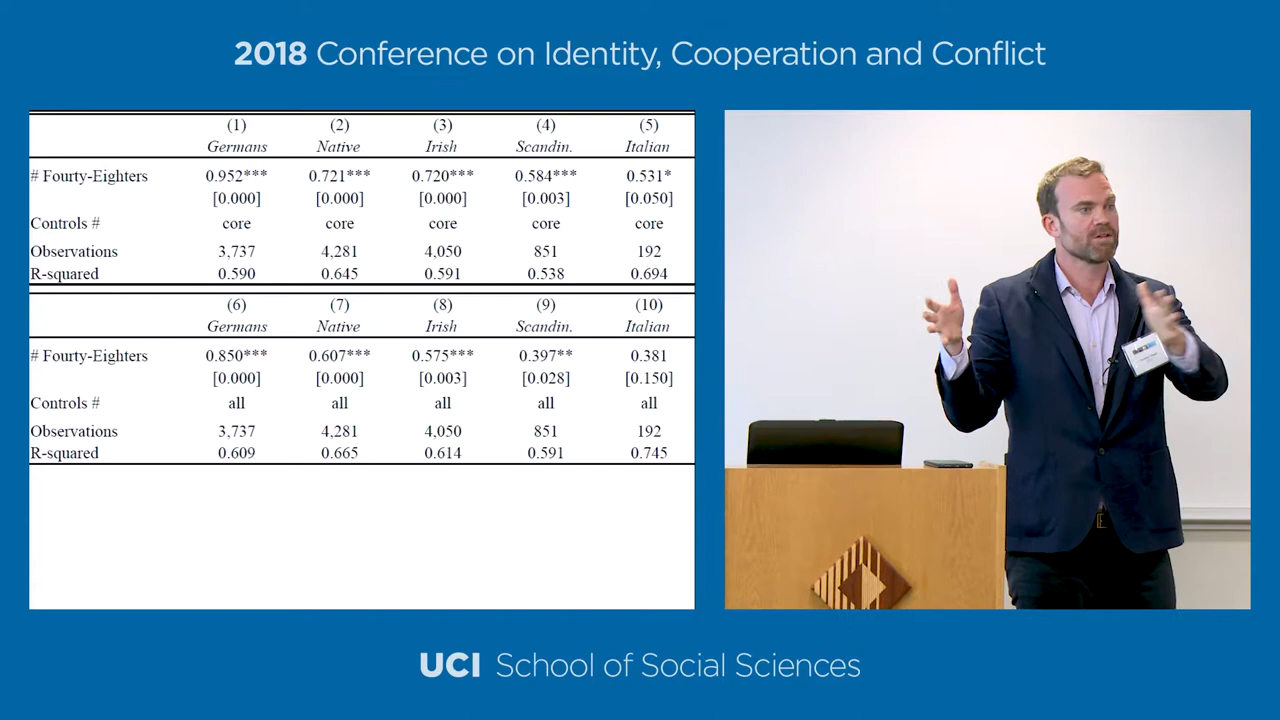 2018 Conference on Identity, Cooperation and Conflict
(1) (2) (3) (4) (5)
Germans Native Irish Scandin. Italian
# Fourty-Eighters 0.952*** 0.721*** 0.720*** 0.584*** 0.531*
[0.000] [0.000] [0.000] [0.003] [0.050]
Controls # core core core core core
Observations 3,737 4,281 4,050 851 192
R-squared 0.590 0.645 0.591 0.538 0.694
(6) (7) (8) (9) (10)
Germans Native Irish Scandin. Italian
# Fourty-Eighters 0.850*** 0.607*** 0.575*** 0.397** 0.381
[0.000] [0.000] [0.003] [0.028] [0.150]
Controls # all all all all all
Observations 3,737 4,281 4,050 851 192
R-squared 0.609 0.665 0.614 0.591 0.745
UCI School of Social Sciences